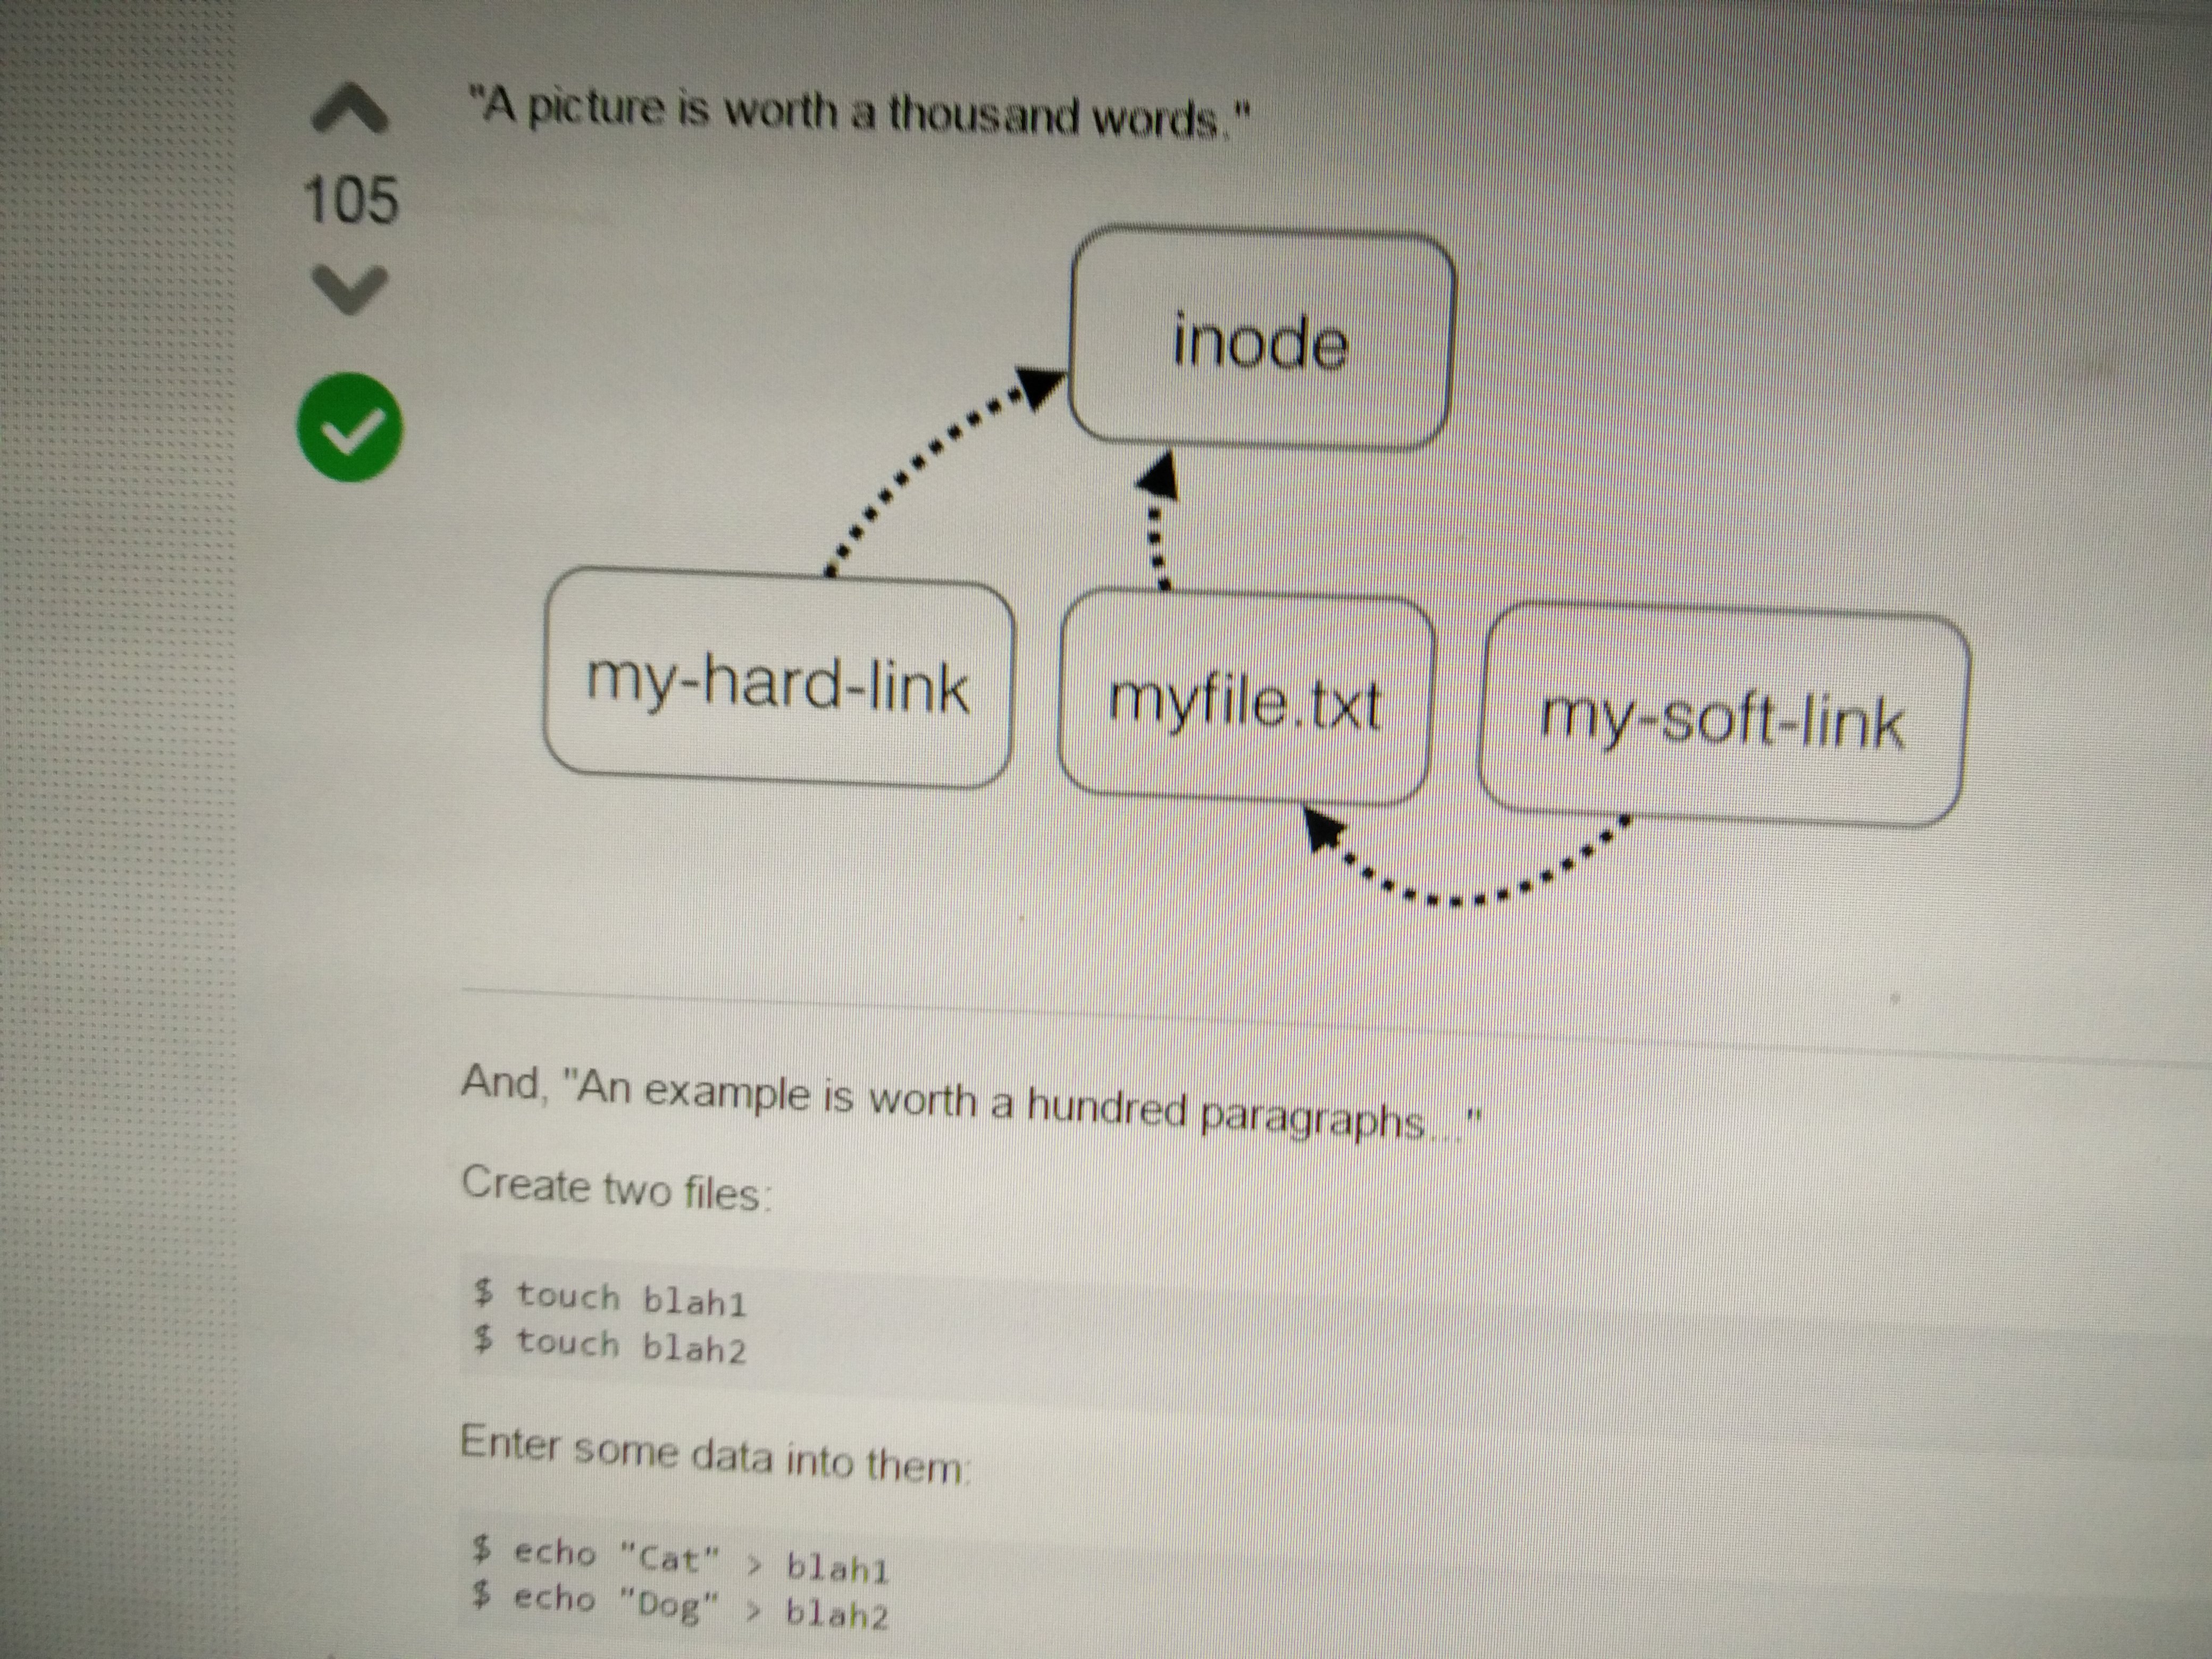 "A picture is worth a thousand words."
105
inode
my-hard-link
myfile.txt
my-soft-link
And, "An example is worth a hundred paragraphs..."
Create two files:
$ touch blah1
$ touch blah2
Enter some data into them:
$ echo "Cat" > blah1
$ echo "Dog" > blah2